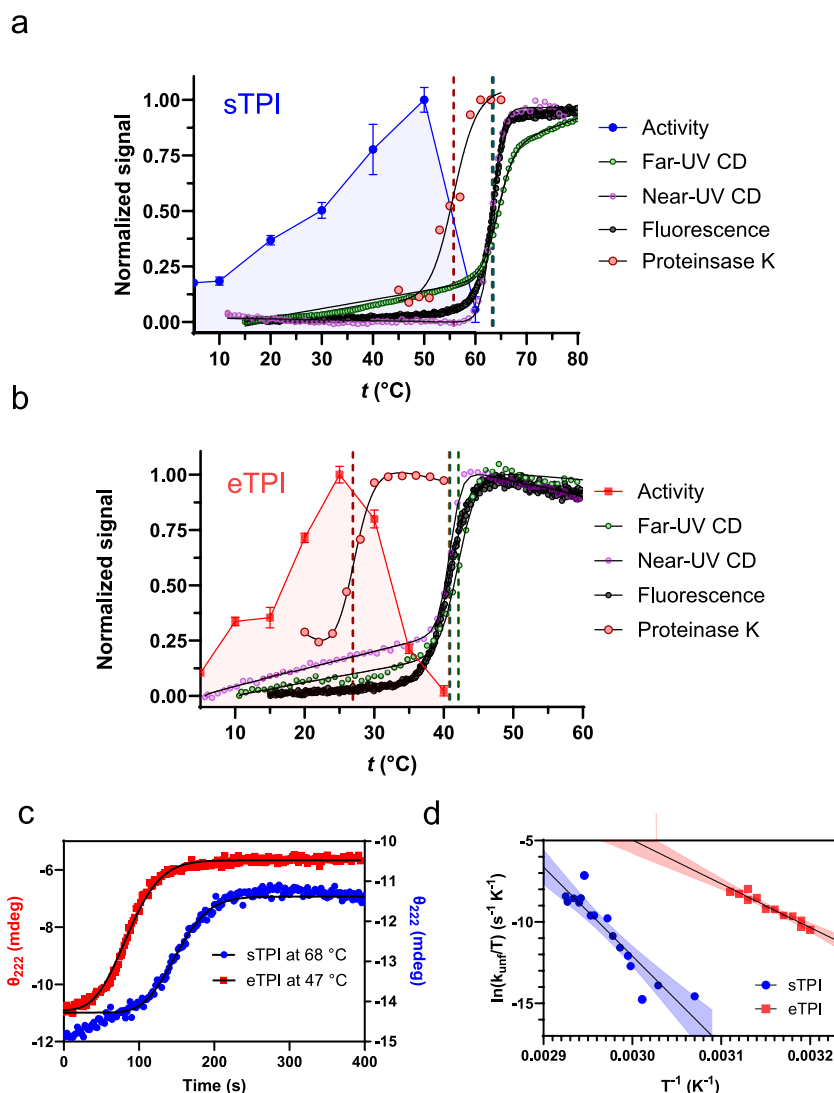 a
sTPI
Normalized signal
1.00
0.75
0.50
0.25
0.00
10 20 30 40 50 60 70 80
t (°C)
Activity
Far-UV CD
Near-UV CD
Fluorescence
Proteinsase K
b
eTPI
Normalized signal
1.00
0.75
0.50
0.25
0.00
10 20 30 40 50 60
t (°C)
Activity
Far-UV CD
Near-UV CD
Fluorescence
Proteinase K
c
θ222 (mdeg)
-6
-8
-10
-12
0 100 200 300 400
Time (s)
-10
-11
-12
-13
-14
-15
θ222 (mdeg)
sTPI at 68 °C
eTPI at 47 °C
d
ln(kunf/T) (s-1 K-1)
-5
-10
-15
0.0029 0.0030 0.0031 0.0032
T-1 (K-1)
sTPI
eTPI